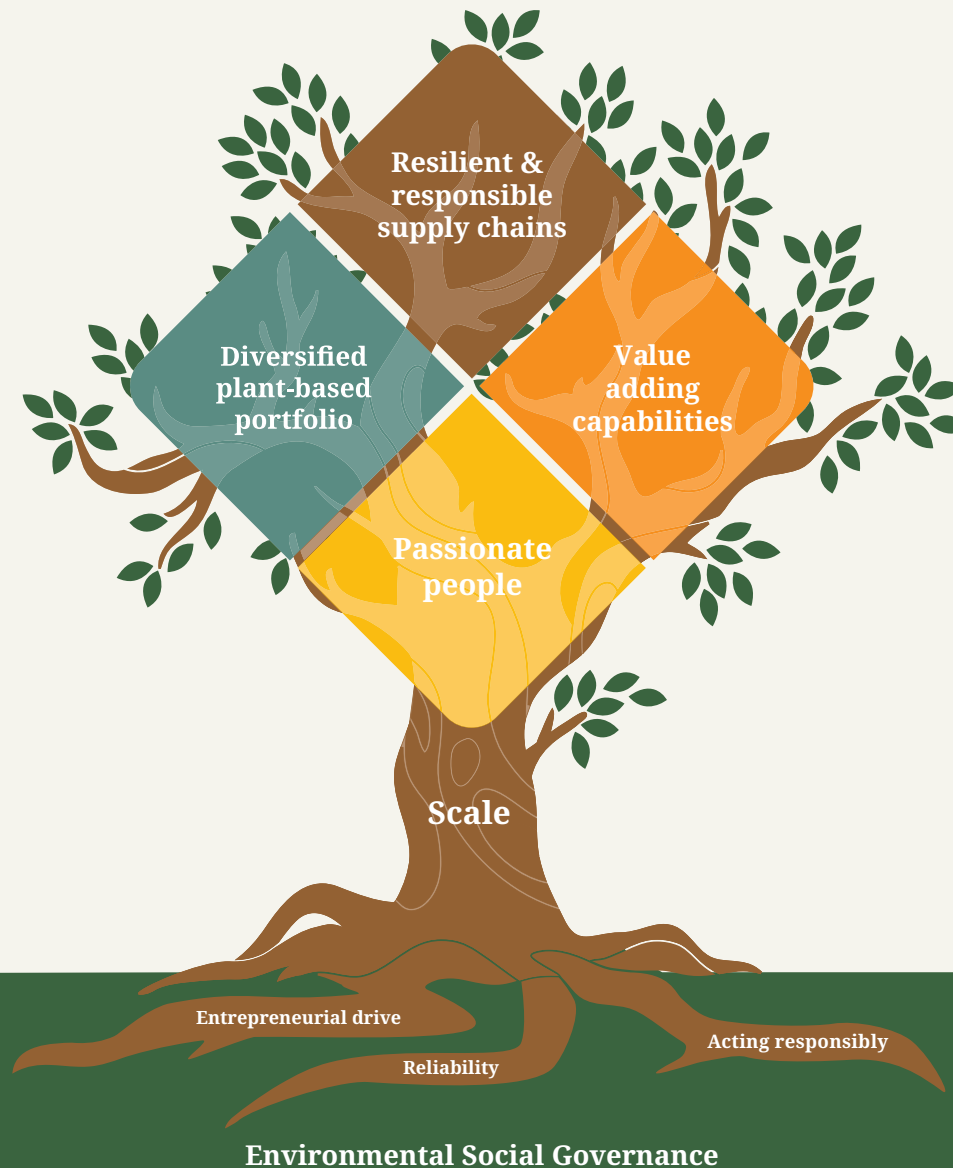 Resilient &
responsible
supply chains
Diversified
plant-based
portfolio
Value
adding
capabilities
Passionate
people
Scale
Entrepreneurial drive
Acting responsibly
Reliability
Environmental Social Governance